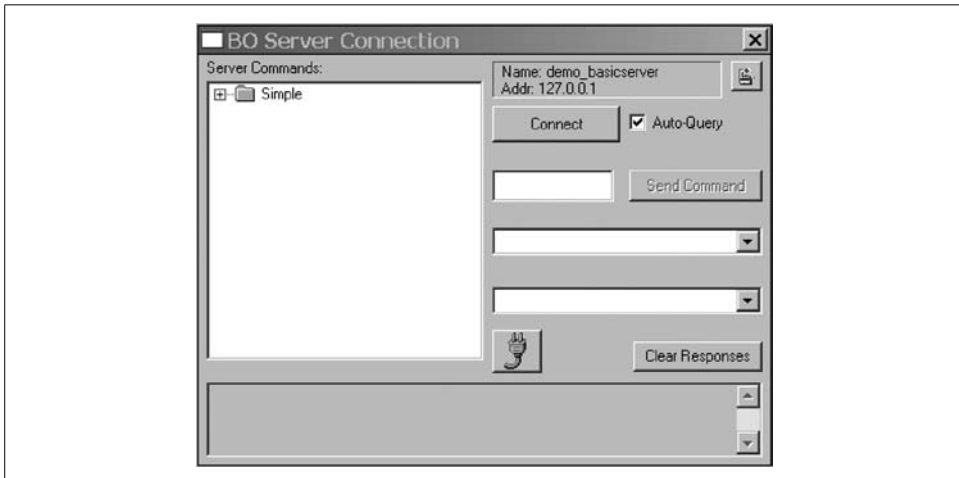 BO Server Connection
Server Commands:
Simple
Name: demo_basicserver
Addr: 127.0.0.1
Connect
Auto-Query
Send Command
Clear Responses